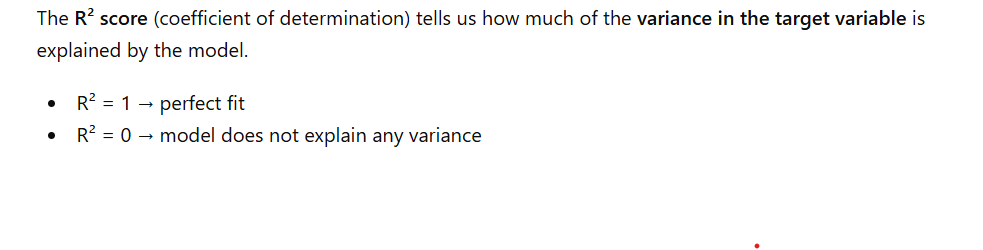 The R² score (coefficient of determination) tells us how much of the variance in the target variable is
explained by the model.
• R² = 1 → perfect fit
• R² = 0 → model does not explain any variance